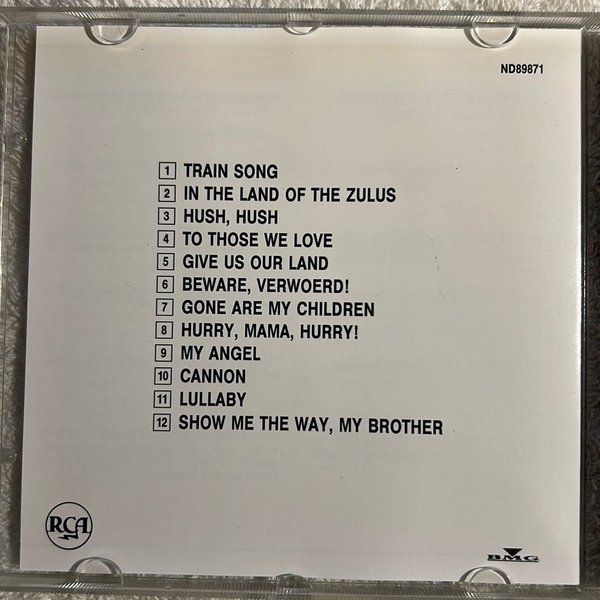 ND89871
1 TRAIN SONG
2 IN THE LAND OF THE ZULUS
3 HUSH, HUSH
4 TO THOSE WE LOVE
5 GIVE US OUR LAND
6 BEWARE, VERWOERD!
7 GONE ARE MY CHILDREN
8 HURRY, MAMA, HURRY!
9 MY ANGEL
10 CANNON
11 LULLABY
12 SHOW ME THE WAY, MY BROTHER
RCA
BMG